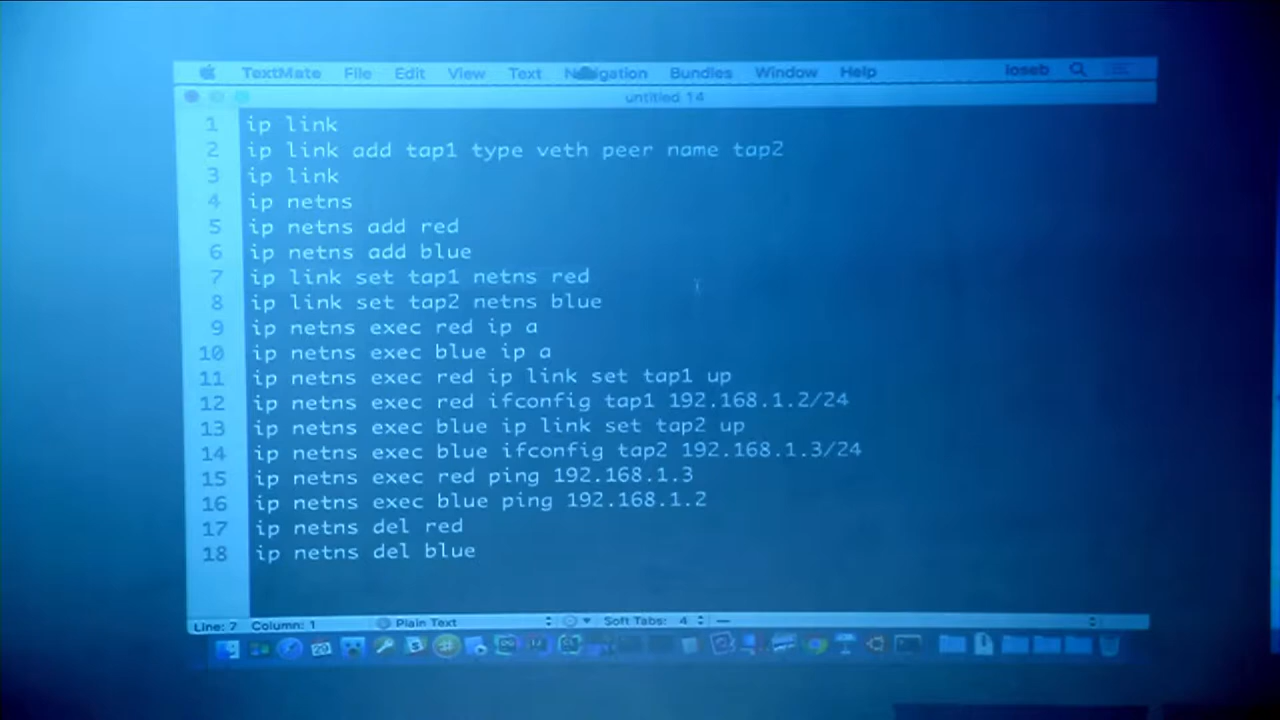 TextMate File Edit View Text Navigation Bundles Window Help loseb
untitled 14
1 ip link
2 ip link add tap1 type veth peer name tap2
3 ip link
4 ip netns
5 ip netns add red
6 ip netns add blue
7 ip link set tap1 netns red
8 ip link set tap2 netns blue
9 ip netns exec red ip a
10 ip netns exec blue ip a
11 ip netns exec red ip link set tap1 up
12 ip netns exec red ifconfig tap1 192.168.1.2/24
13 ip netns exec blue ip link set tap2 up
14 ip netns exec blue ifconfig tap2 192.168.1.3/24
15 ip netns exec red ping 192.168.1.3
16 ip netns exec blue ping 192.168.1.2
17 ip netns del red
18 ip netns del blue
Line: 7 Column: 1 Plain Text Soft Tabs: 4